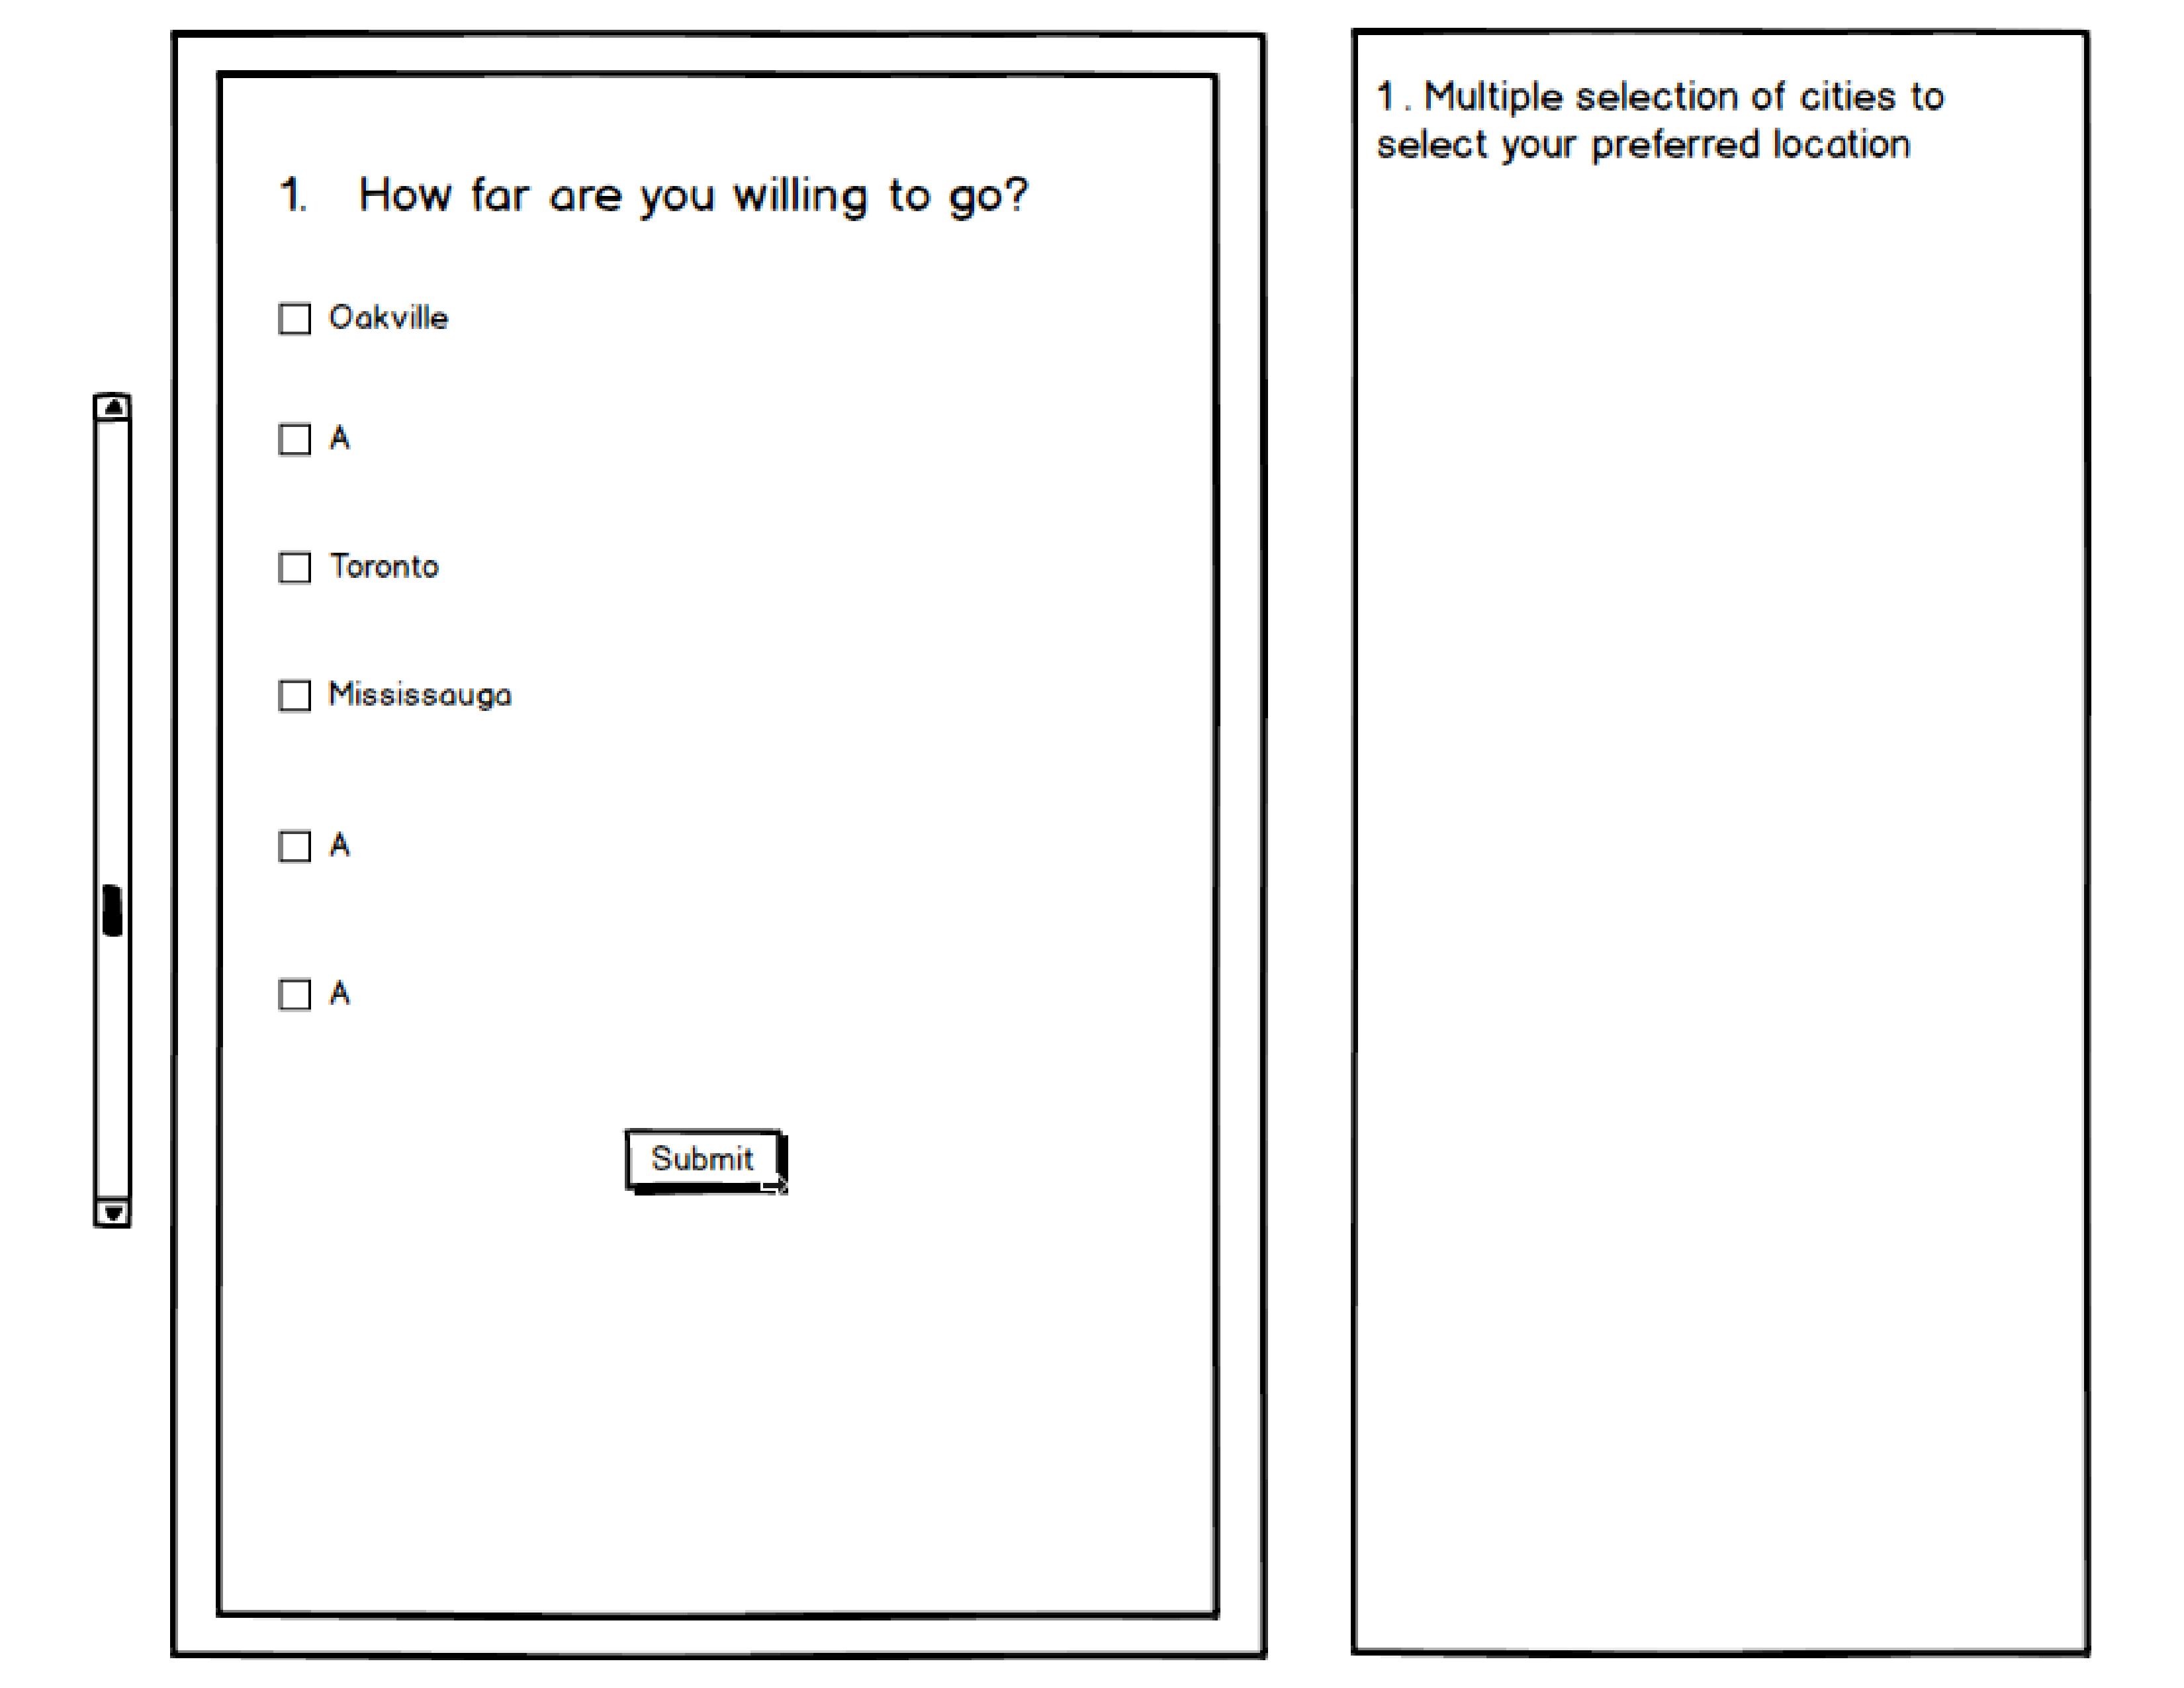 1. How far are you willing to go?
Oakville
A
Toronto
Mississauga
A
A
Submit
1. Multiple selection of cities to
select your preferred location